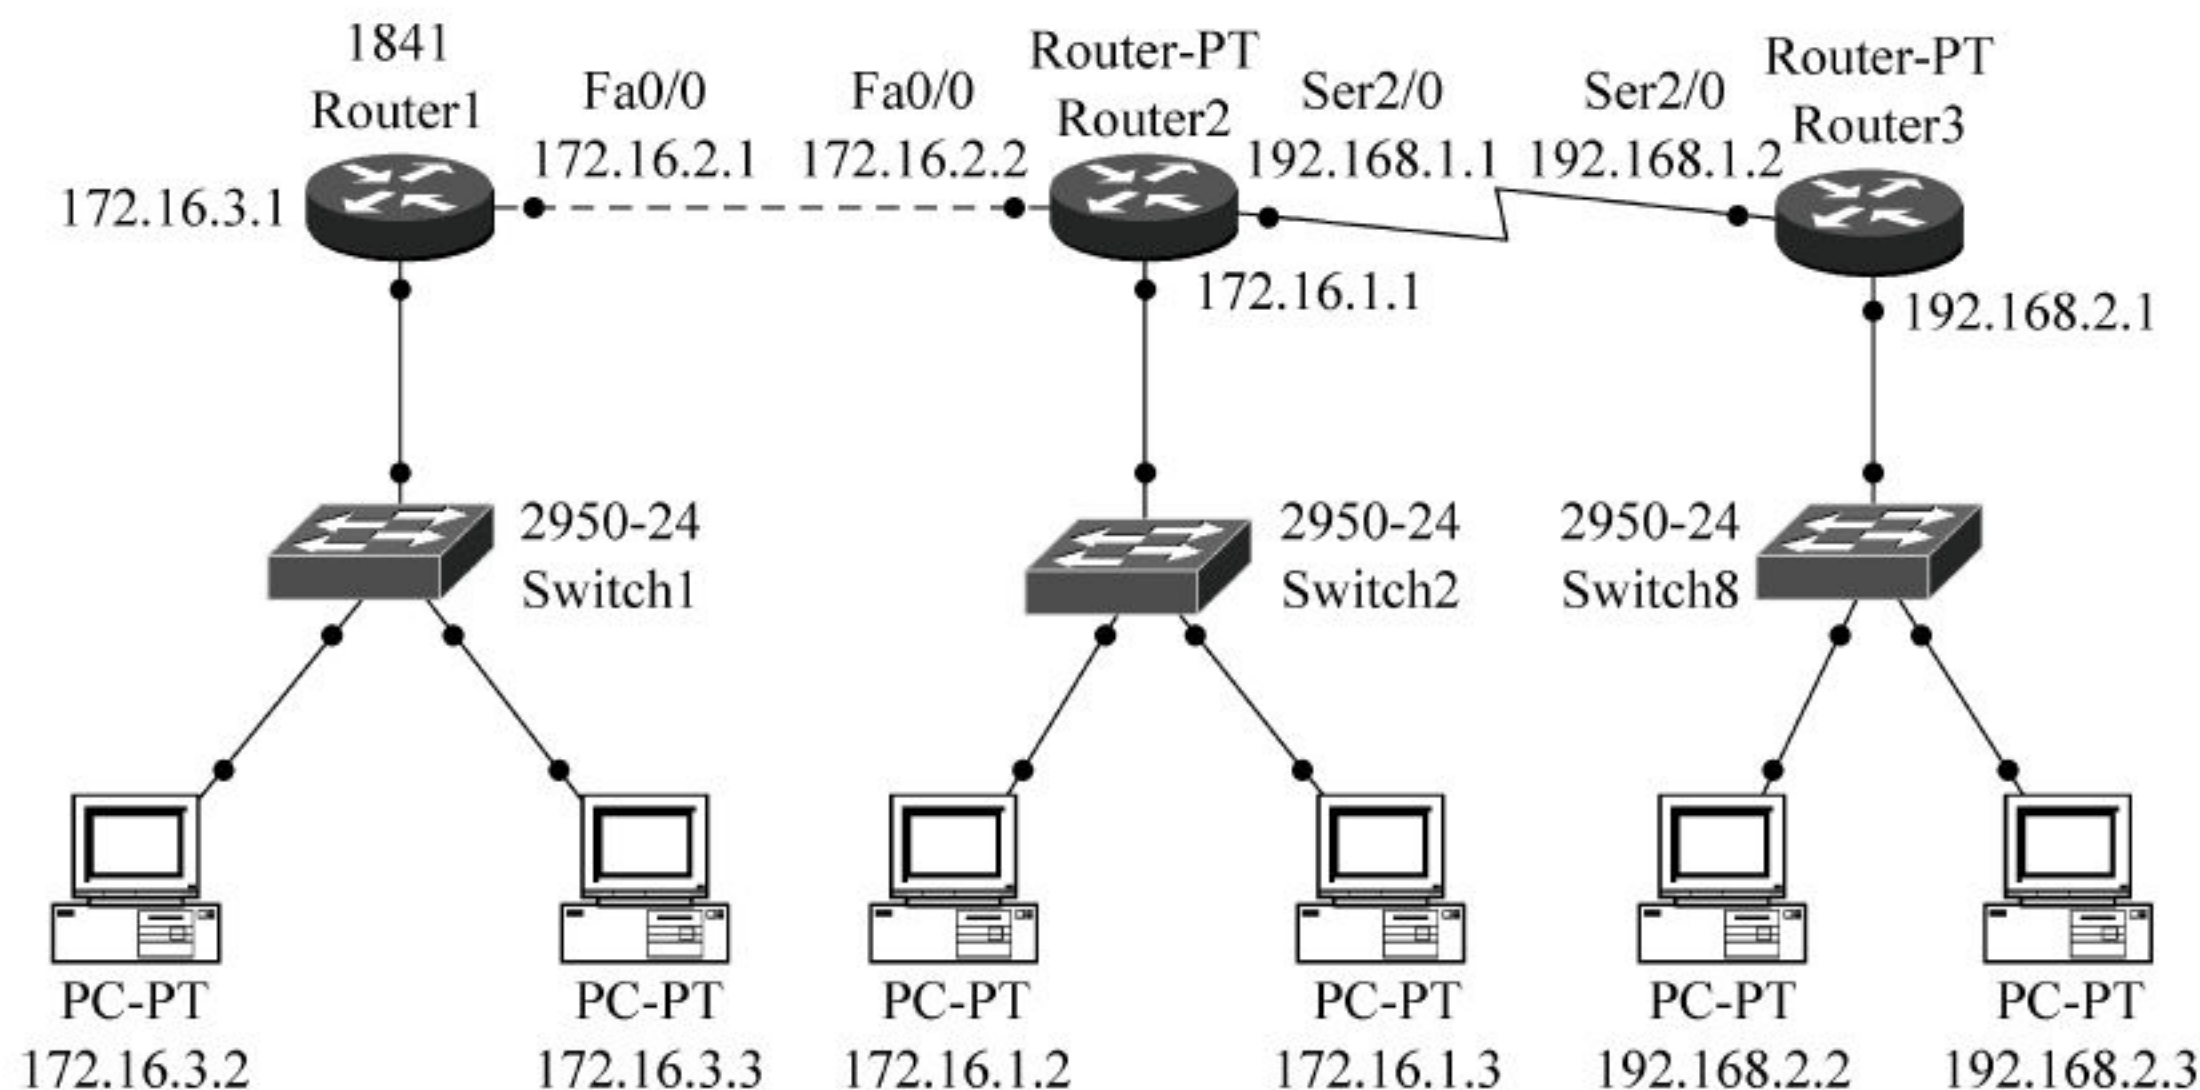 1841
Router1
172.16.3.1
Fa0/0
172.16.2.1
Fa0/0
172.16.2.2
Router-PT
Router2
172.16.1.1
Ser2/0
192.168.1.1
Ser2/0
192.168.1.2
Router-PT
Router3
192.168.2.1
2950-24
Switch1
2950-24
Switch2
2950-24
Switch8
PC-PT
172.16.3.2
PC-PT
172.16.3.3
PC-PT
172.16.1.2
PC-PT
172.16.1.3
PC-PT
192.168.2.2
PC-PT
192.168.2.3